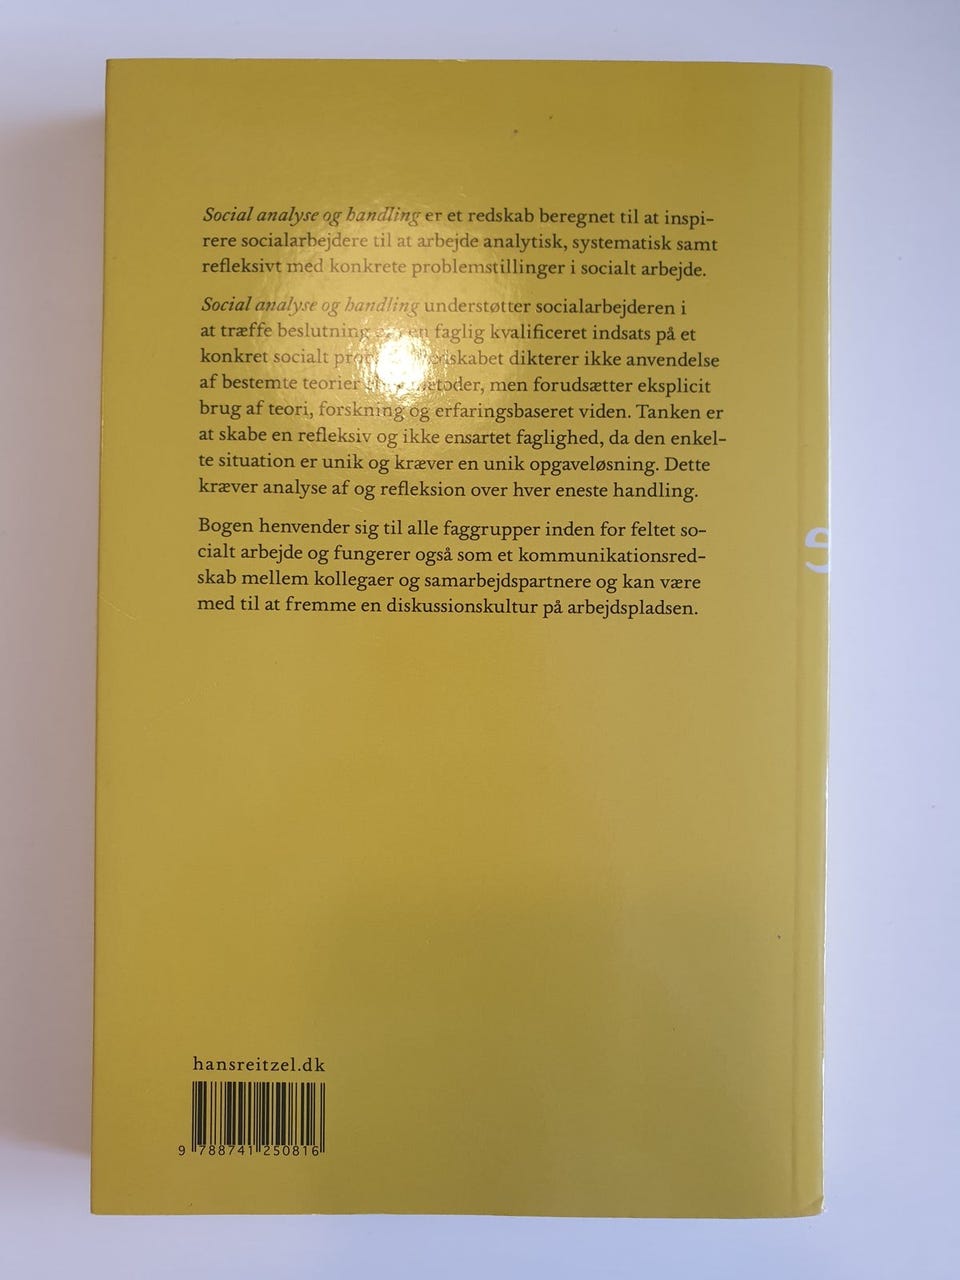 Social analyse og handling er et redskab beregnet til at inspi-
rere socialarbejdere til at arbejde analytisk, systematisk samt
refleksivt med konkrete problemstillinger i socialt arbejde.
Social analyse og handling understøtter socialarbejderen i
at træffe beslutning en faglig kvalificeret indsats på et
konkret socialt dikterer ikke anvendelse
af bestemte teorier metoder, men forudsætter eksplicit
brug af teori, forskning og erfaringsbaseret viden. Tanken er
at skabe en refleksiv og ikke ensartet faglighed, da den enkel-
te situation er unik og kræver en unik opgaveløsning. Dette
kræver analyse af og refleksion over hver eneste handling.
Bogen henvender sig til alle faggrupper inden for feltet so-
cialt arbejde og fungerer også som et kommunikationsred-
skab mellem kollegaer og samarbejdspartnere og kan være
med til at fremme en diskussionskultur på arbejdspladsen.
hansreitzel.dk
9 788741 250816